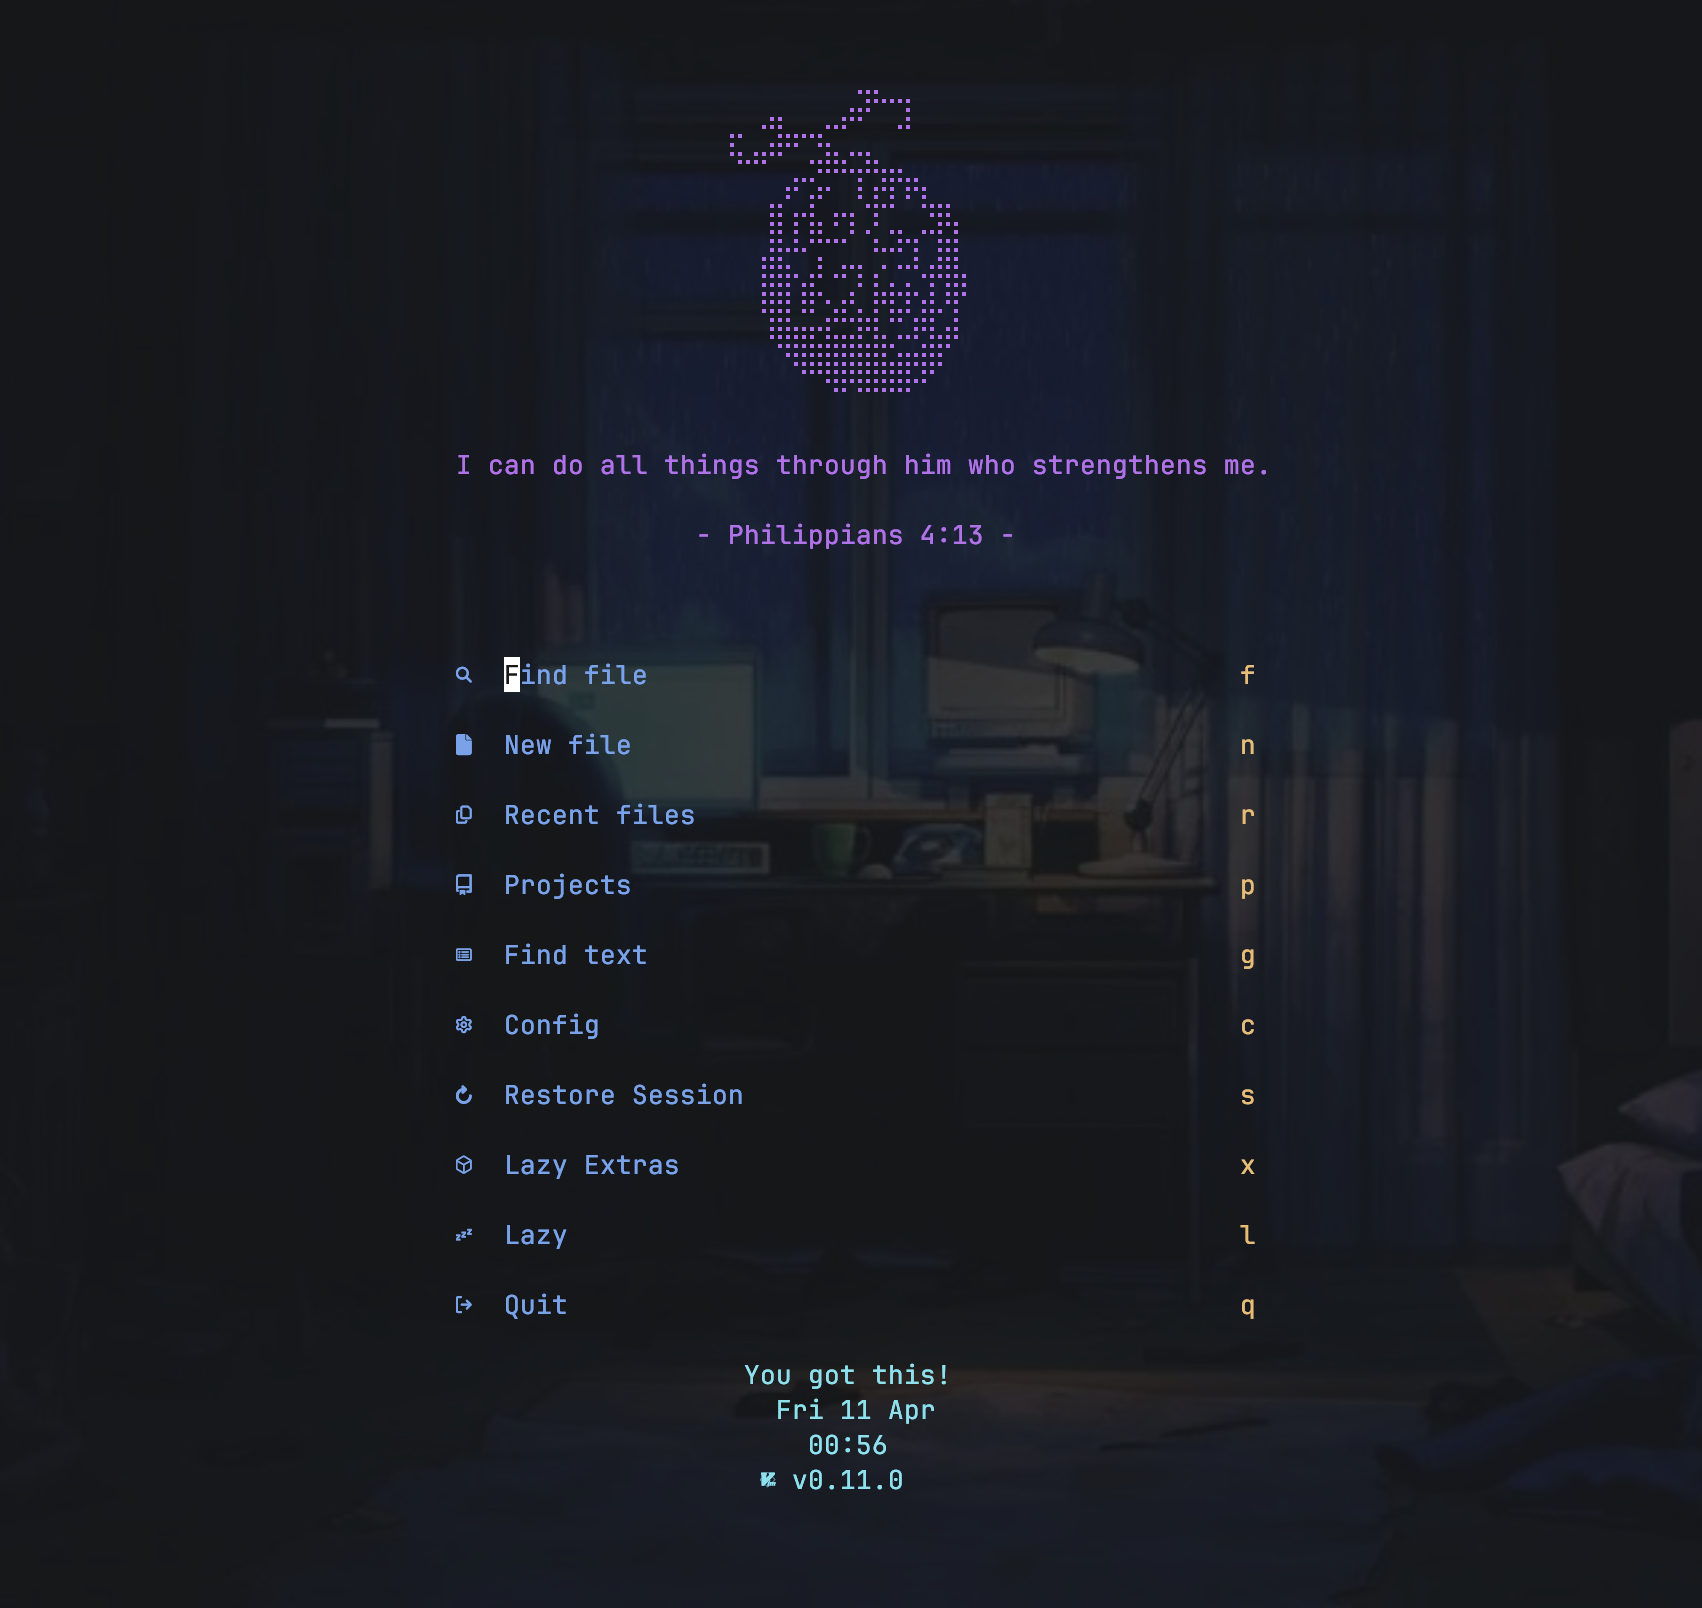 I can do all things through him who strengthens me.
- Philippians 4:13 -
Find file f
New file n
Recent files r
Projects p
Find text g
Config c
Restore Session s
Lazy Extras x
Lazy l
Quit q
You got this!
Fri 11 Apr
00:56
v0.11.0